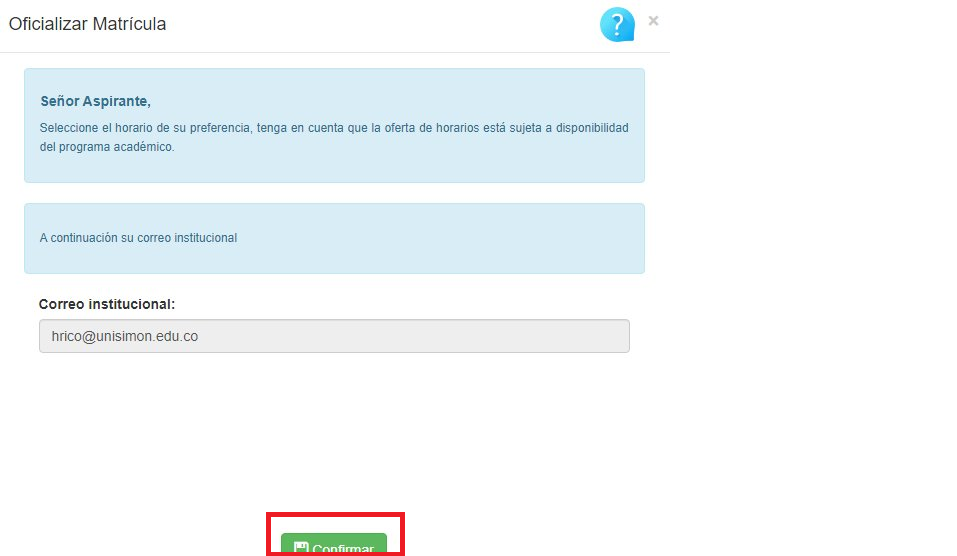 Oficializar Matrícula
?
×
Señor Aspirante,
Seleccione el horario de su preferencia, tenga en cuenta que la oferta de horarios está sujeta a disponibilidad
del programa académico.
A continuación su correo institucional
Correo institucional:
hrico@unisimon.edu.co
Confirmar